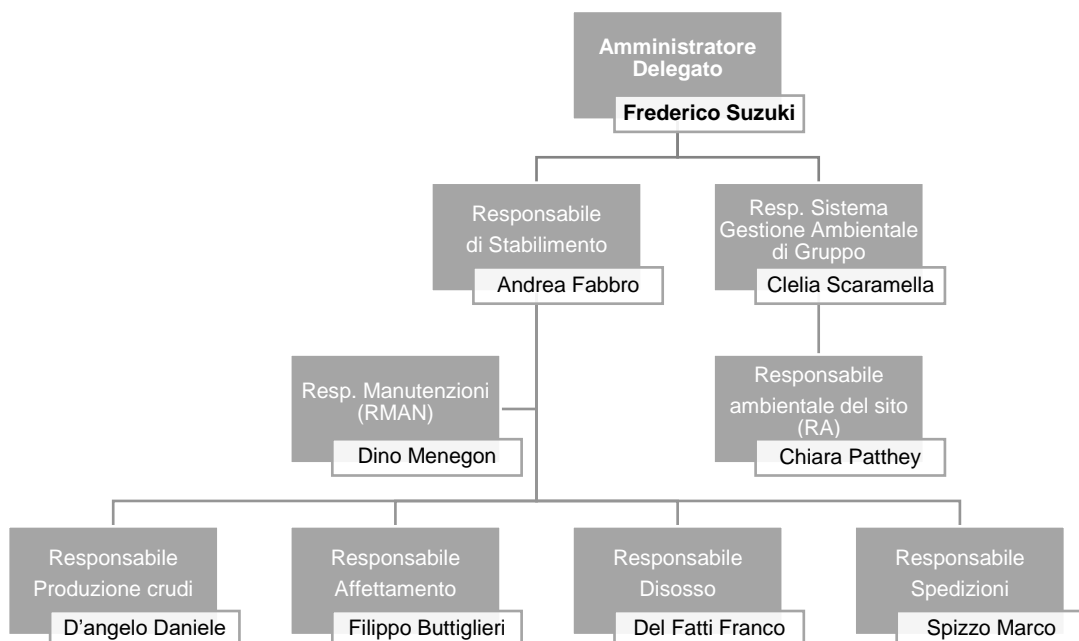 Amministratore
Delegato
Frederico Suzuki
Responsabile
di Stabilimento
Andrea Fabbro
Resp. Sistema
Gestione Ambientale
di Gruppo
Clelia Scaramella
Resp. Manutenzioni
(RMAN)
Dino Menegon
Responsabile
ambientale del sito
(RA)
Chiara Patthey
Responsabile
Produzione crudi
D'angelo Daniele
Responsabile
Affettamento
Filippo Buttiglieri
Responsabile
Disosso
Del Fatti Franco
Responsabile
Spedizioni
Spizzo Marco